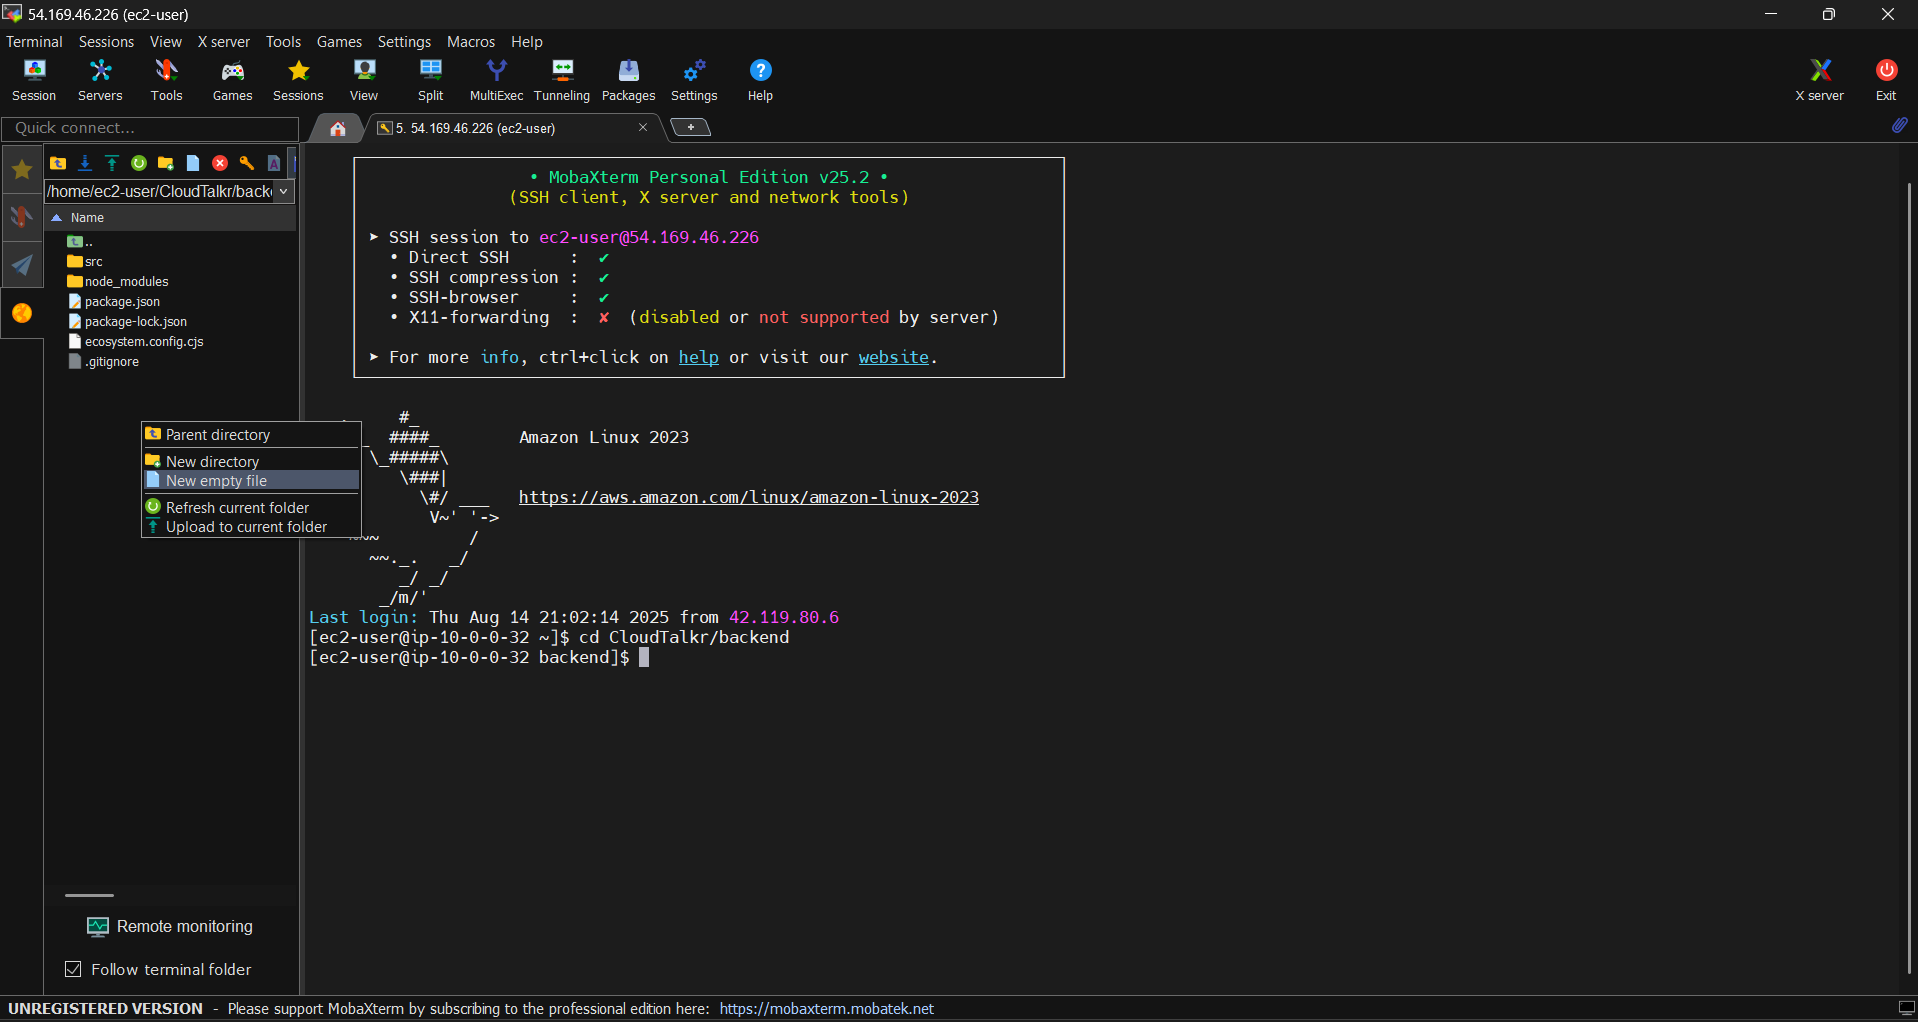 54.169.46.226 (ec2-user)
Terminal Sessions View X server Tools Games Settings Macros Help
Session Servers Tools Games Sessions View Split MultiExec Tunneling Packages Settings Help X server Exit
Quick connect...
5. 54.169.46.226 (ec2-user)
/home/ec2-user/CloudTalkr/back
Name
..
src
node_modules
package.json
package-lock.json
ecosystem.config.cjs
.gitignore
Parent directory
New directory
New empty file
Refresh current folder
Upload to current folder
Remote monitoring
Follow terminal folder
• MobaXterm Personal Edition v25.2 •
(SSH client, X server and network tools)
➤ SSH session to ec2-user@54.169.46.226
• Direct SSH : ✔
• SSH compression : ✔
• SSH-browser : ✔
• X11-forwarding : ✘ (disabled or not supported by server)
➤ For more info, ctrl+click on help or visit our website.
#_
_ ####_ Amazon Linux 2023
\_#####\
\###|
\#/ ___ https://aws.amazon.com/linux/amazon-linux-2023
V~' '->
~~~ /
~~._. _/
_/ _/
_/m/'
Last login: Thu Aug 14 21:02:14 2025 from 42.119.80.6
[ec2-user@ip-10-0-0-32 ~]$ cd CloudTalkr/backend
[ec2-user@ip-10-0-0-32 backend]$
UNREGISTERED VERSION - Please support MobaXterm by subscribing to the professional edition here: https://mobaxterm.mobatek.net